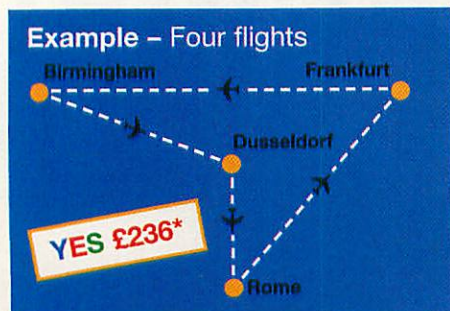 Example – Four flights
Birmingham
Frankfurt
Dusseldorf
YES £236*
Rome